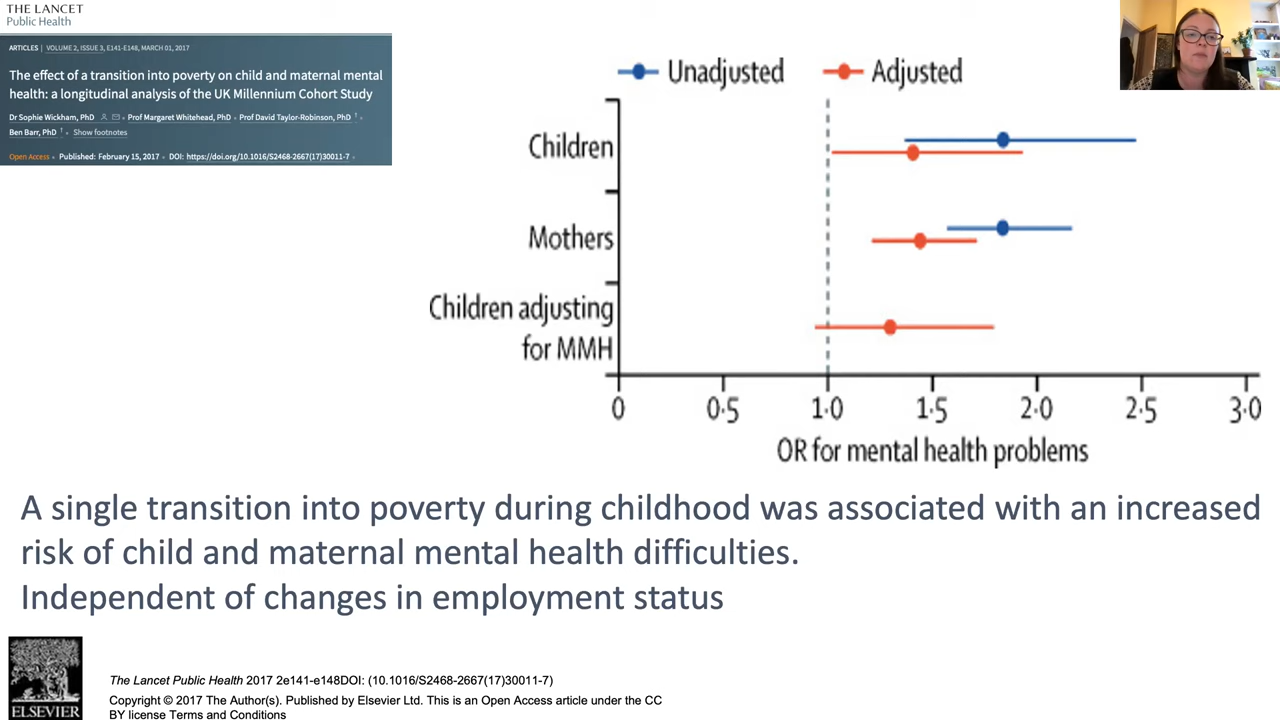 THE LANCET
Public Health
ARTICLES | VOLUME 2, ISSUE 3, E141-E148, MARCH 01, 2017
The effect of a transition into poverty on child and maternal mental
health: a longitudinal analysis of the UK Millennium Cohort Study
Dr Sophie Wickham, PhD • Prof Margaret Whitehead, PhD • Prof David Taylor-Robinson, PhD † •
Ben Barr, PhD † • Show footnotes
Open Access • Published: February 15, 2017 • DOI: https://doi.org/10.1016/S2468-2667(17)30011-7 •
Unadjusted
Adjusted
Children
Mothers
Children adjusting
for MMH
0
0·5
1·0
1·5
2·0
2·5
3·0
OR for mental health problems
A single transition into poverty during childhood was associated with an increased
risk of child and maternal mental health difficulties.
Independent of changes in employment status
ELSEVIER
The Lancet Public Health 2017 2e141-e148DOI: (10.1016/S2468-2667(17)30011-7)
Copyright © 2017 The Author(s). Published by Elsevier Ltd. This is an Open Access article under the CC
BY license Terms and Conditions